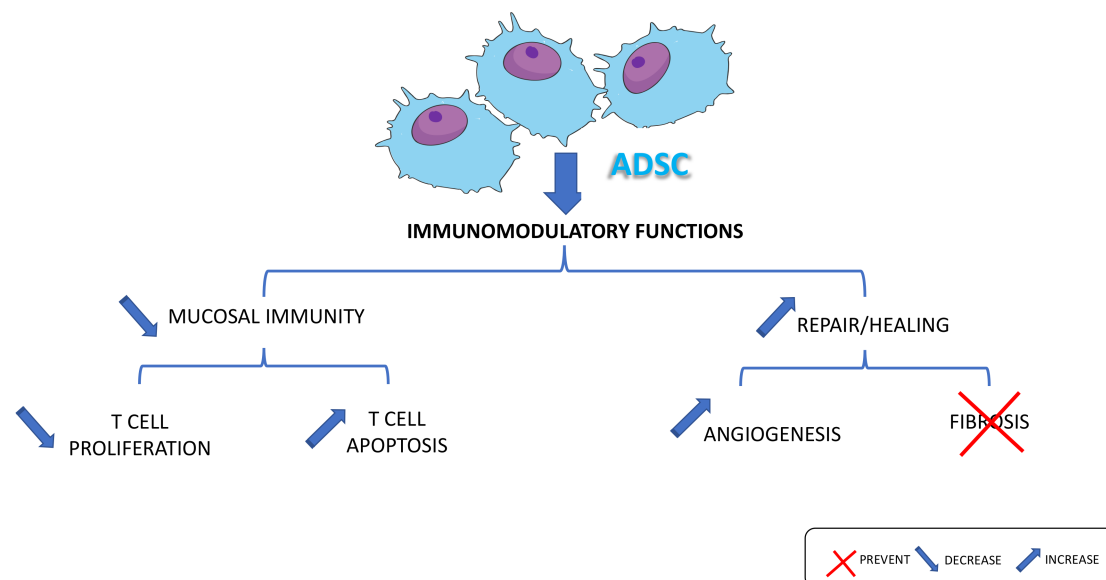 ADSC
IMMUNOMODULATORY FUNCTIONS
MUCOSAL IMMUNITY
REPAIR/HEALING
T CELL
PROLIFERATION
T CELL
APOPTOSIS
ANGIOGENESIS
FIBROSIS
PREVENT DECREASE INCREASE